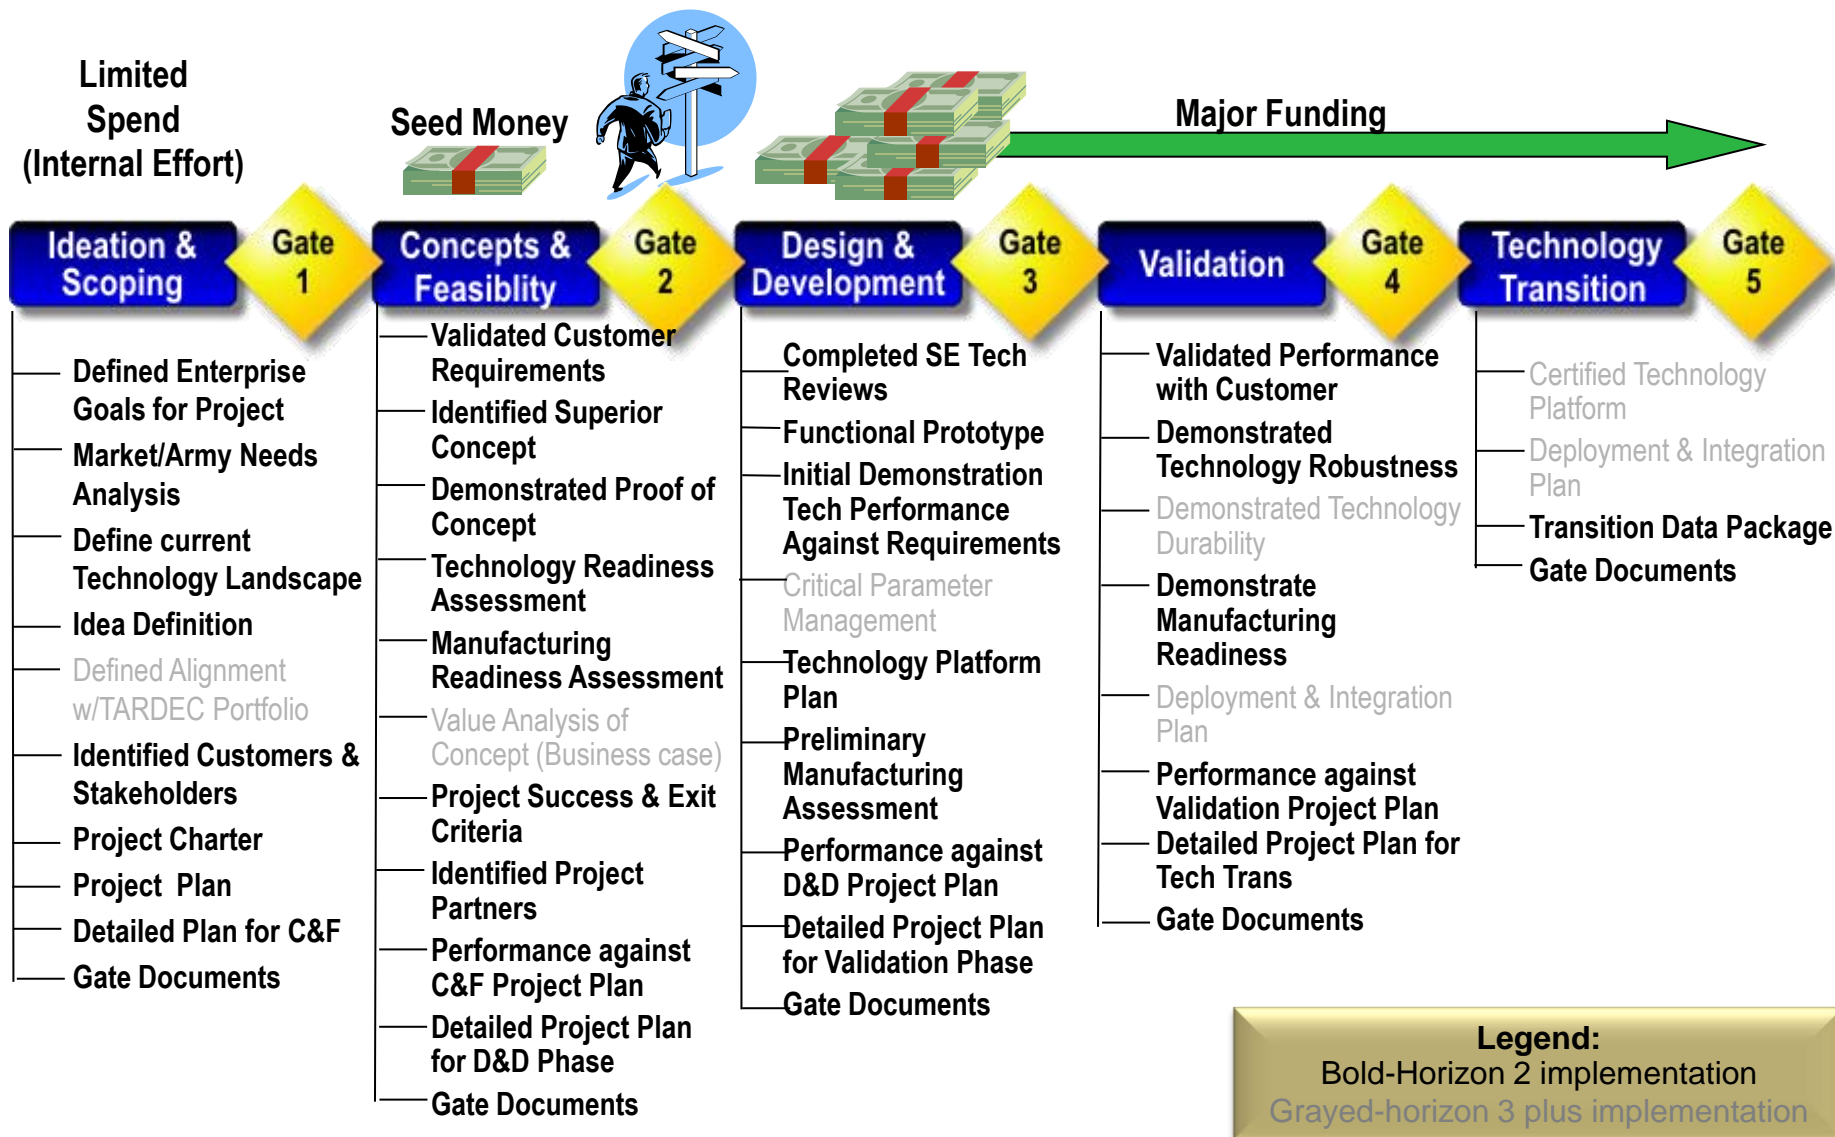 Limited
Spend
(Internal Effort)
Seed Money
Major Funding
Ideation &
Scoping
Gate
1
Concepts &
Feasiblity
Gate
2
Design &
Development
Gate
3
Validation
Gate
4
Technology
Transition
Gate
5
Defined Enterprise
Goals for Project
Market/Army Needs
Analysis
Define current
Technology Landscape
Idea Definition
Defined Alignment
w/TARDEC Portfolio
Identified Customers &
Stakeholders
Project Charter
Project Plan
Detailed Plan for C&F
Gate Documents
Validated Customer
Requirements
Identified Superior
Concept
Demonstrated Proof of
Concept
Technology Readiness
Assessment
Manufacturing
Readiness Assessment
Value Analysis of
Concept (Business case)
Project Success & Exit
Criteria
Identified Project
Partners
Performance against
C&F Project Plan
Detailed Project Plan
for D&D Phase
Gate Documents
Completed SE Tech
Reviews
Functional Prototype
Initial Demonstration
Tech Performance
Against Requirements
Critical Parameter
Management
Technology Platform
Plan
Preliminary
Manufacturing
Assessment
Performance against
D&D Project Plan
Detailed Project Plan
for Validation Phase
Gate Documents
Validated Performance
with Customer
Demonstrated
Technology Robustness
Demonstrated Technology
Durability
Demonstrate
Manufacturing
Readiness
Deployment & Integration
Plan
Performance against
Validation Project Plan
Detailed Project Plan for
Tech Trans
Gate Documents
Certified Technology
Platform
Deployment & Integration
Plan
Transition Data Package
Gate Documents
Legend:
Bold-Horizon 2 implementation
Grayed-horizon 3 plus implementation